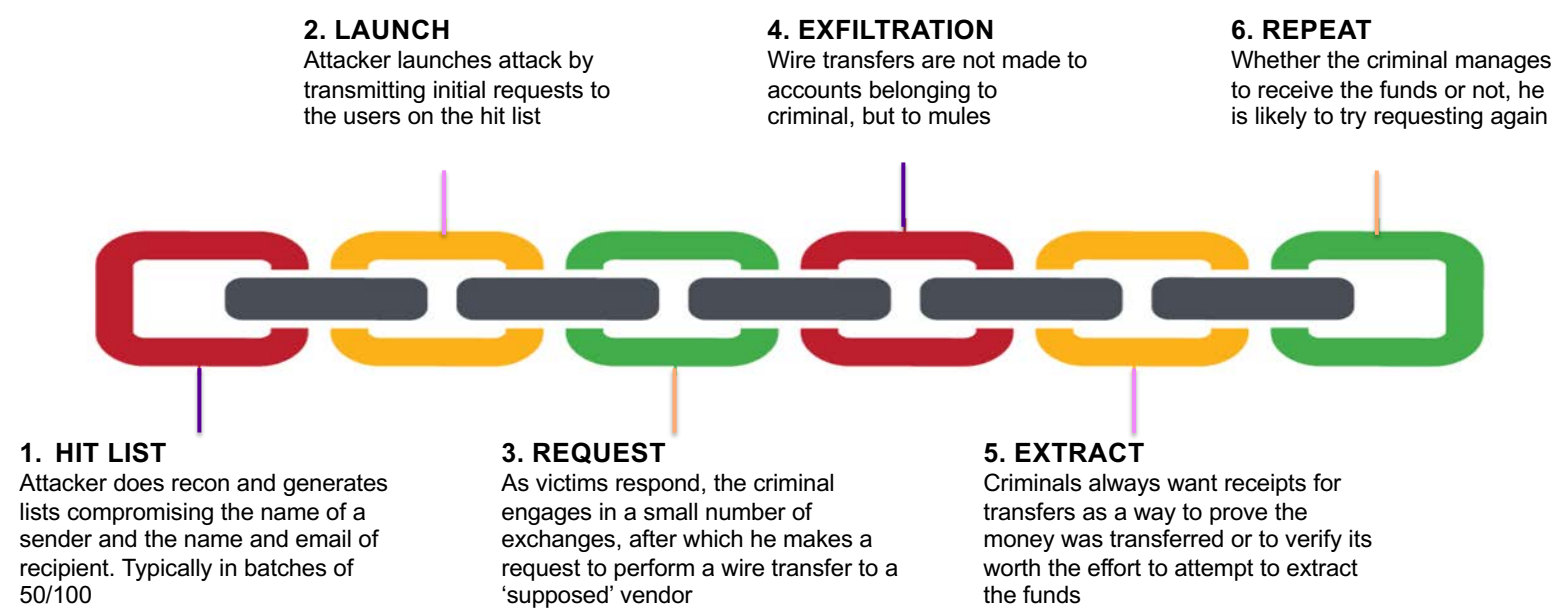 1. HIT LIST
Attacker does recon and generates
lists compromising the name of a
sender and the name and email of
recipient. Typically in batches of
50/100
2. LAUNCH
Attacker launches attack by
transmitting initial requests to
the users on the hit list
3. REQUEST
As victims respond, the criminal
engages in a small number of
exchanges, after which he makes a
request to perform a wire transfer to a
‘supposed’ vendor
4. EXFILTRATION
Wire transfers are not made to
accounts belonging to
criminal, but to mules
5. EXTRACT
Criminals always want receipts for
transfers as a way to prove the
money was transferred or to verify its
worth the effort to attempt to extract
the funds
6. REPEAT
Whether the criminal manages
to receive the funds or not, he
is likely to try requesting again